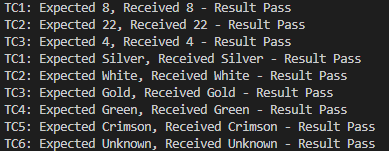 TC1: Expected 8, Received 8 - Result Pass
TC2: Expected 22, Received 22 - Result Pass
TC3: Expected 4, Received 4 - Result Pass
TC1: Expected Silver, Received Silver - Result Pass
TC2: Expected White, Received White - Result Pass
TC3: Expected Gold, Received Gold - Result Pass
TC4: Expected Green, Received Green - Result Pass
TC5: Expected Crimson, Received Crimson - Result Pass
TC6: Expected Unknown, Received Unknown - Result Pass